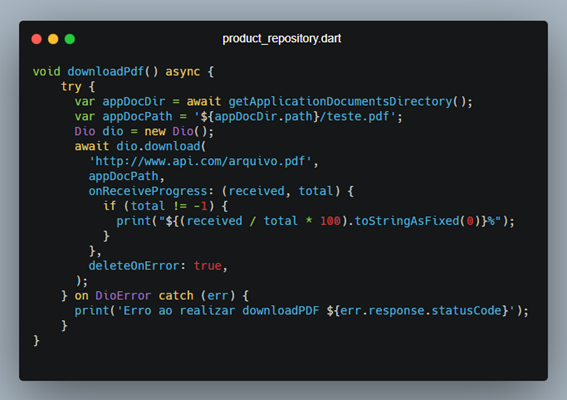 product_repository.dart
void downloadPdf() async {
    try {
      var appDocDir = await getApplicationDocumentsDirectory();
      var appDocPath = '${appDocDir.path}/teste.pdf';
      Dio dio = new Dio();
      await dio.download(
        'http://www.api.com/arquivo.pdf',
        appDocPath,
        onReceiveProgress: (received, total) {
          if (total != -1) {
            print("${(received / total * 100).toStringAsFixed(0)}%");
          }
        },
        deleteOnError: true,
      );
    } on DioError catch (err) {
      print('Erro ao realizar downloadPDF ${err.response.statusCode}');
    }
}